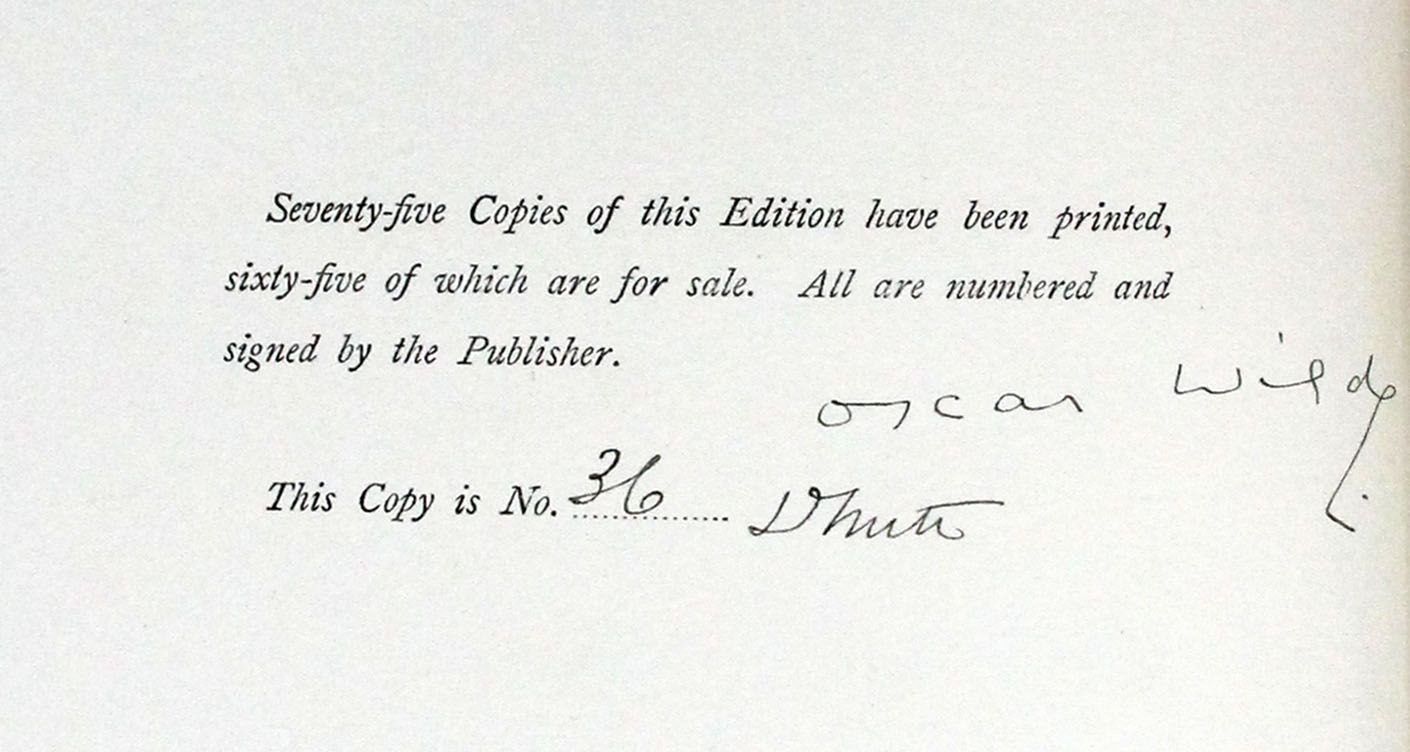 Seventy-five Copies of this Edition have been printed,
sixty-five of which are for sale. All are numbered and
signed by the Publisher.
Oscar Wilde
This Copy is No. 36 DNutt